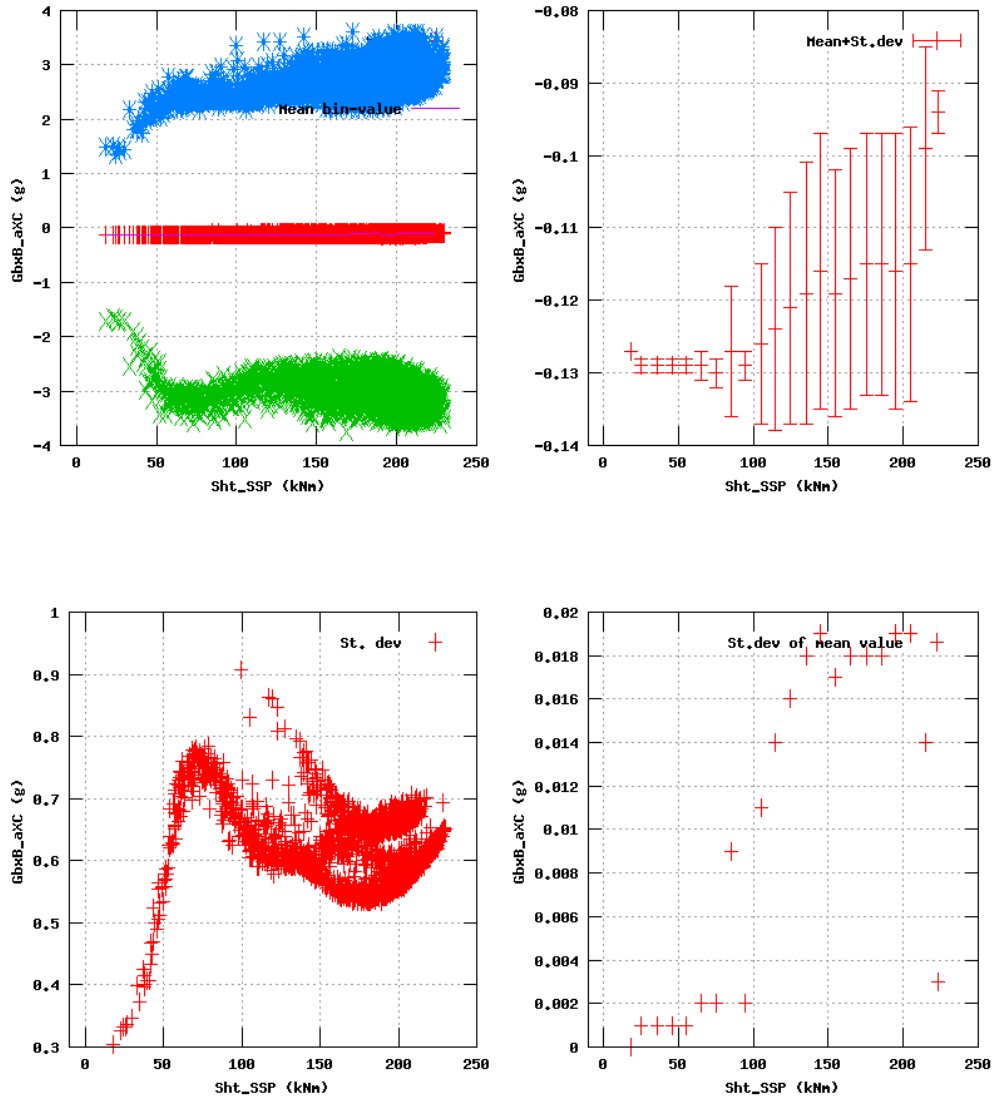 4
3
2
1
0
-1
-2
-3
-4
GbxB_aXC (g)
Mean bin-value
0 50 100 150 200 250
Sht_SSP (kNm)
-0.08
-0.09
-0.1
-0.11
-0.12
-0.13
-0.14
GbxB_aXC (g)
Mean+St.dev
0 50 100 150 200 250
Sht_SSP (kNm)
1
0.9
0.8
0.7
0.6
0.5
0.4
0.3
GbxB_aXC (g)
St. dev
0 50 100 150 200 250
Sht_SSP (kNm)
0.02
0.018
0.016
0.014
0.012
0.01
0.008
0.006
0.004
0.002
0
GbxB_aXC (g)
St.dev of mean value
0 50 100 150 200 250
Sht_SSP (kNm)